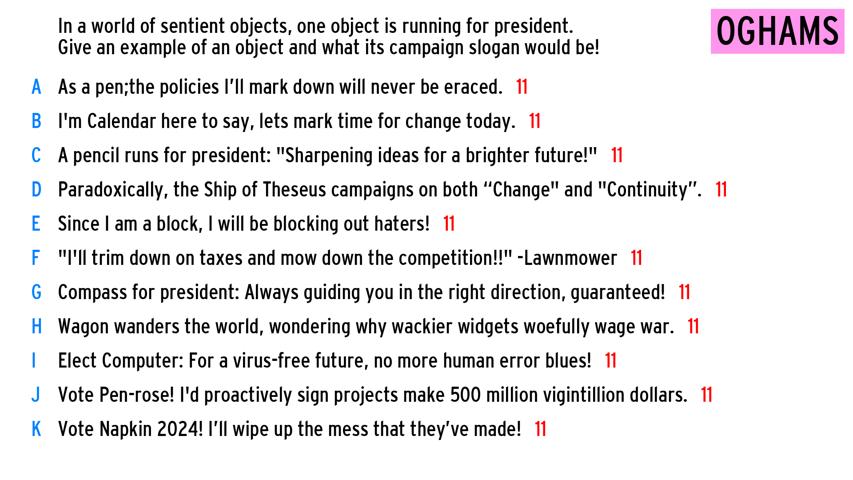 In a world of sentient objects, one object is running for president.
Give an example of an object and what its campaign slogan would be!
OGHAMS
A As a pen;the policies I'll mark down will never be eraced. 11
B I'm Calendar here to say, lets mark time for change today. 11
C A pencil runs for president: "Sharpening ideas for a brighter future!" 11
D Paradoxically, the Ship of Theseus campaigns on both “Change" and "Continuity”. 11
E Since I am a block, I will be blocking out haters! 11
F "I'll trim down on taxes and mow down the competition!!" -Lawnmower 11
G Compass for president: Always guiding you in the right direction, guaranteed! 11
H Wagon wanders the world, wondering why wackier widgets woefully wage war. 11
I Elect Computer: For a virus-free future, no more human error blues! 11
J Vote Pen-rose! I'd proactively sign projects make 500 million vigintillion dollars. 11
K Vote Napkin 2024! I’ll wipe up the mess that they’ve made! 11